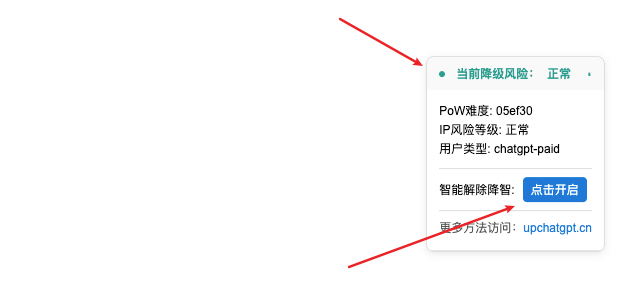 当前降级风险： 正常
PoW难度: 05ef30
IP风险等级: 正常
用户类型: chatgpt-paid
智能解除降智: 点击开启
更多方法访问： upchatgpt.cn